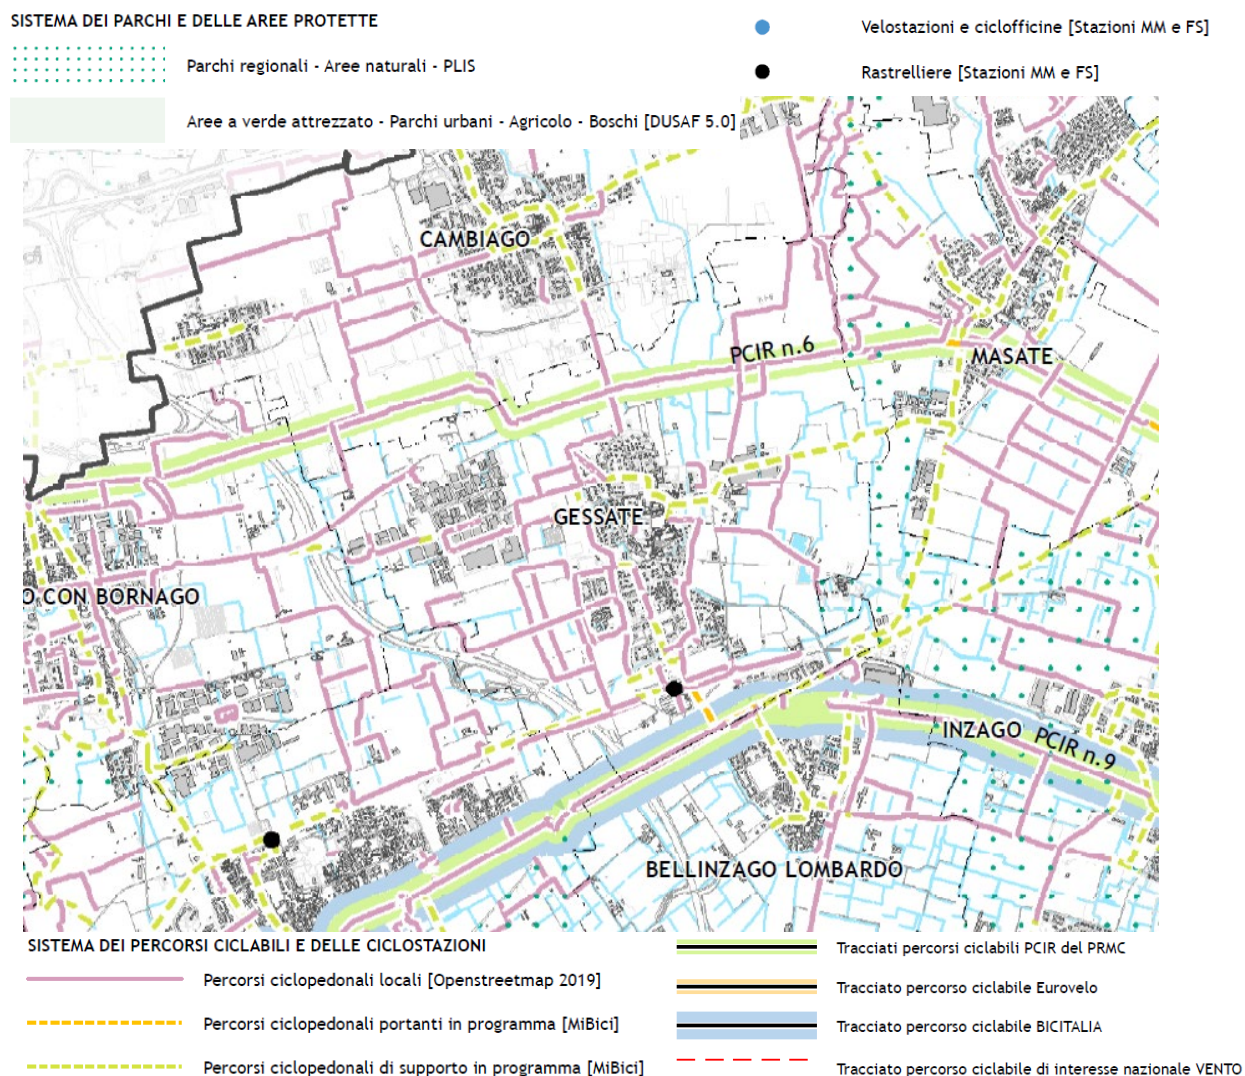 SISTEMA DEI PARCHI E DELLE AREE PROTETTE
Parchi regionali - Aree naturali - PLIS
Aree a verde attrezzato - Parchi urbani - Agricolo - Boschi [DUSAF 5.0]
Velostazioni e ciclofficine [Stazioni MM e FS]
Rastrelliere [Stazioni MM e FS]
CAMBIAGO
PCIR n.6
MASATE
GESSATE
O CON BORNAGO
INZAGO
PCIR n.9
BELLINZAGO LOMBARDO
SISTEMA DEI PERCORSI CICLABILI E DELLE CICLOSTAZIONI
Percorsi ciclopedonali locali [Openstreetmap 2019]
Percorsi ciclopedonali portanti in programma [MiBici]
Percorsi ciclopedonali di supporto in programma [MiBici]
Tracciati percorsi ciclabili PCIR del PRMC
Tracciato percorso ciclabile Eurovelo
Tracciato percorso ciclabile BICITALIA
Tracciato percorso ciclabile di interesse nazionale VENTO